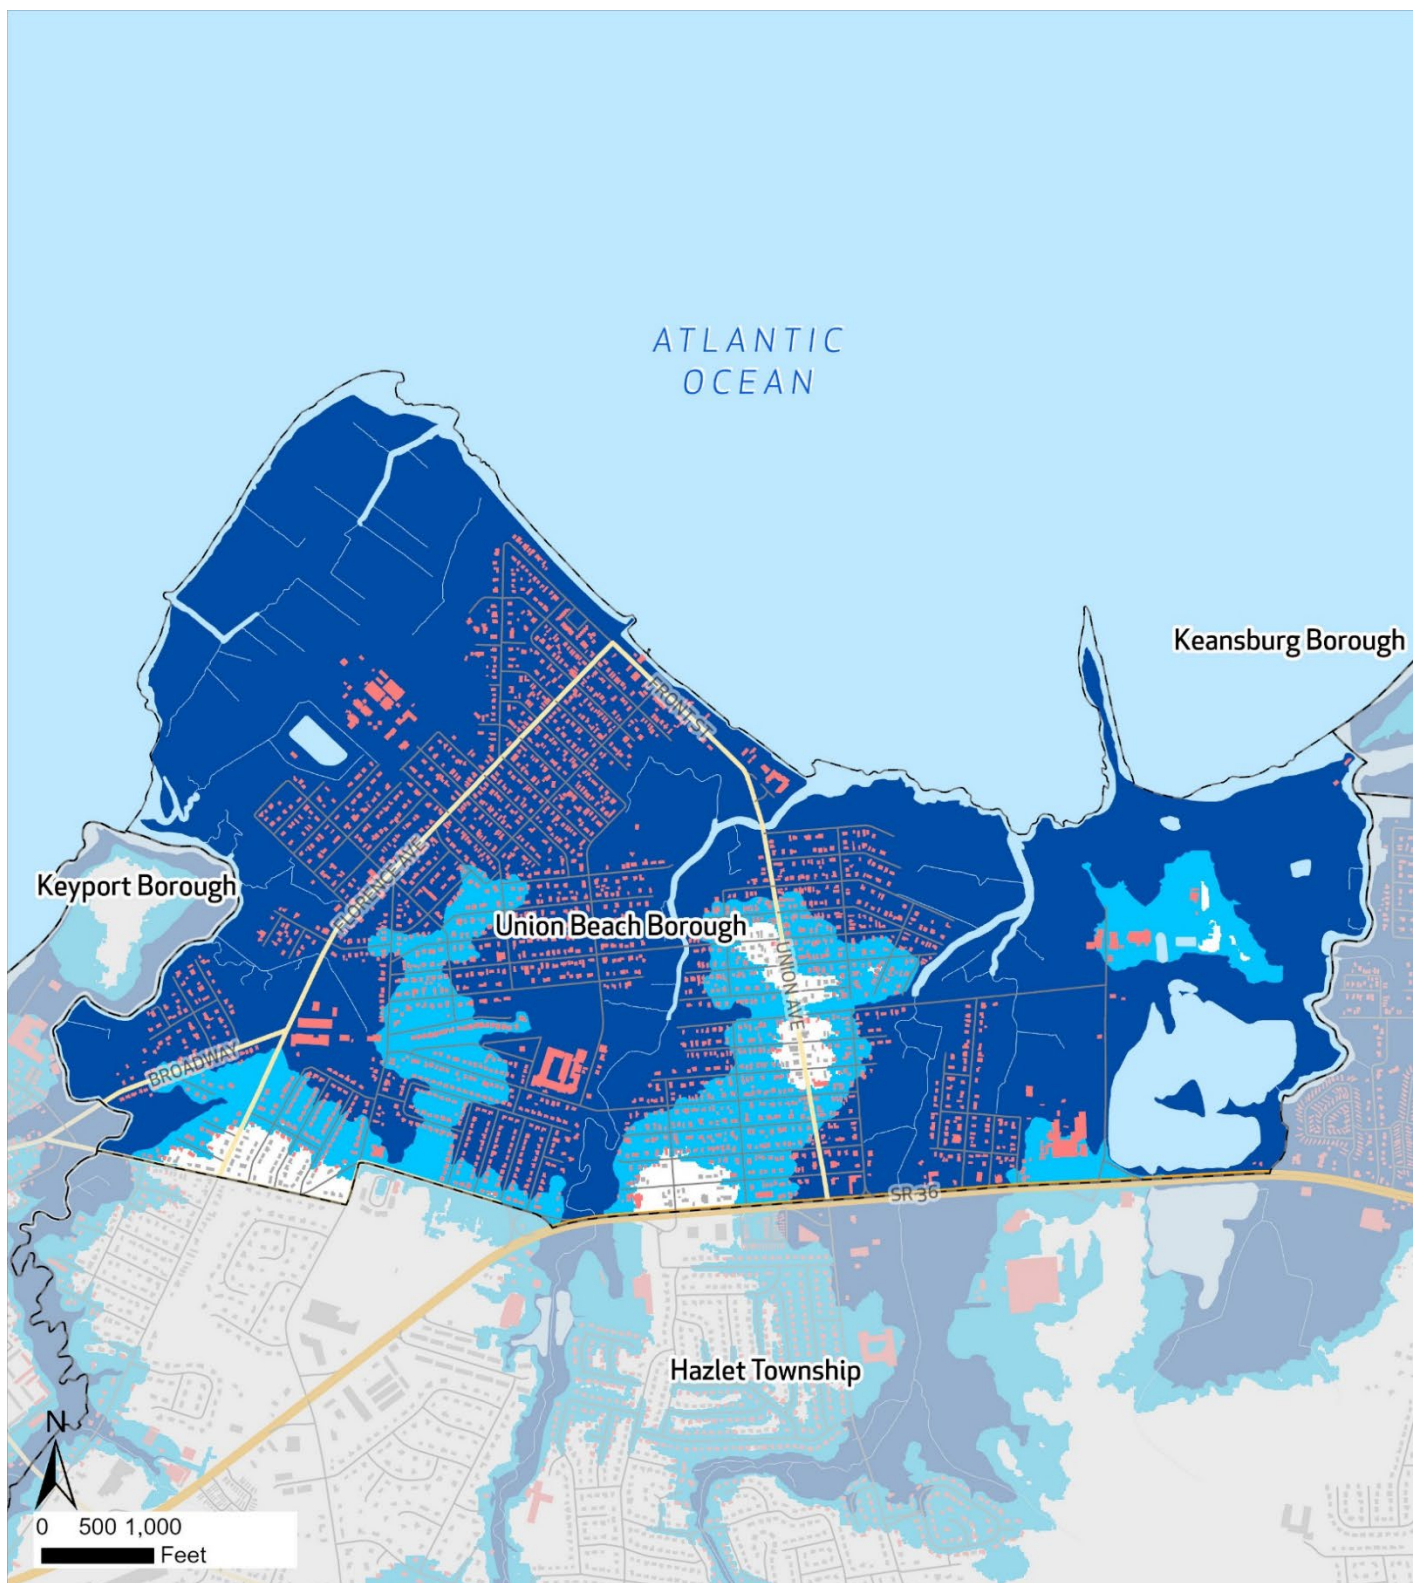 ATLANTIC
OCEAN
Keansburg Borough
FRONT ST
Keyport Borough
FLORENCE AVE
Union Beach Borough
UNION AVE
BROADWAY
SR 36
Hazlet Township
N
0 500 1,000
Feet